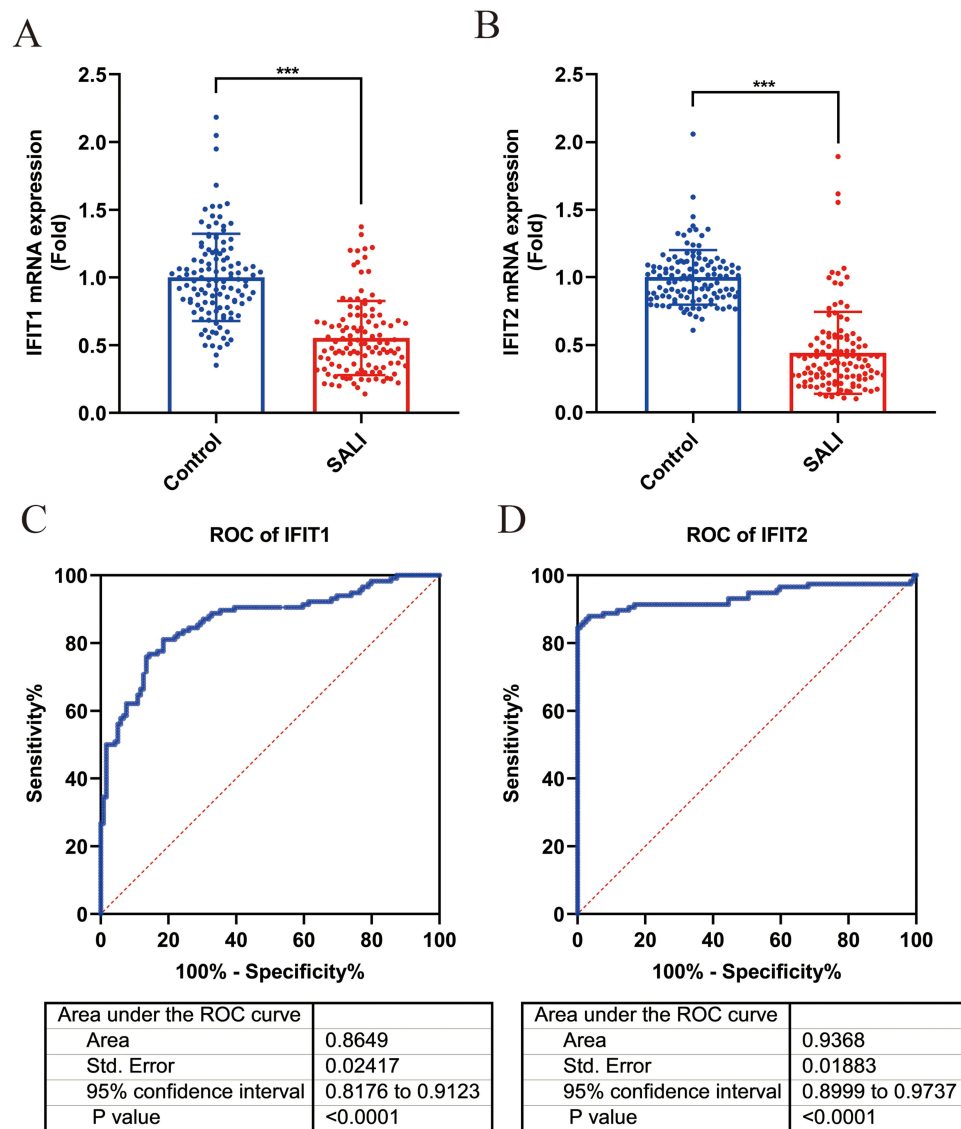 A
IFIT1 mRNA expression
(Fold)
2.5
2.0
1.5
1.0
0.5
0.0
***
Control
SALI
B
IFIT2 mRNA expression
(Fold)
2.5
2.0
1.5
1.0
0.5
0.0
***
Control
SALI
C
ROC of IFIT1
Sensitivity%
100
80
60
40
20
0
0 20 40 60 80 100
100% - Specificity%
Area under the ROC curve
Area 0.8649
Std. Error 0.02417
95% confidence interval 0.8176 to 0.9123
P value <0.0001
D
ROC of IFIT2
Sensitivity%
100
80
60
40
20
0
0 20 40 60 80 100
100% - Specificity%
Area under the ROC curve
Area 0.9368
Std. Error 0.01883
95% confidence interval 0.8999 to 0.9737
P value <0.0001